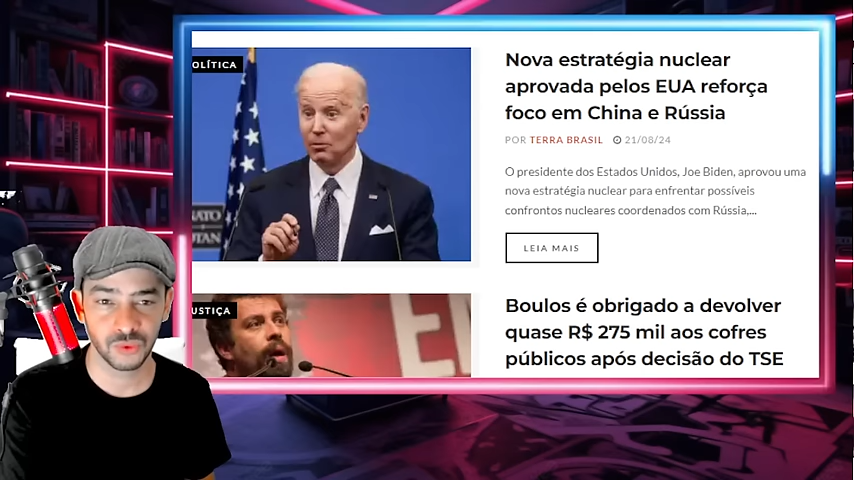 OLÍTICA
Nova estratégia nuclear
aprovada pelos EUA reforça
foco em China e Rússia
POR TERRA BRASIL 21/08/24
O presidente dos Estados Unidos, Joe Biden, aprovou uma
nova estratégia nuclear para enfrentar possíveis
confrontos nucleares coordenados com Rússia,...
LEIA MAIS
NATO
OTAN
USTIÇA
Boulos é obrigado a devolver
quase R$ 275 mil aos cofres
públicos após decisão do TSE